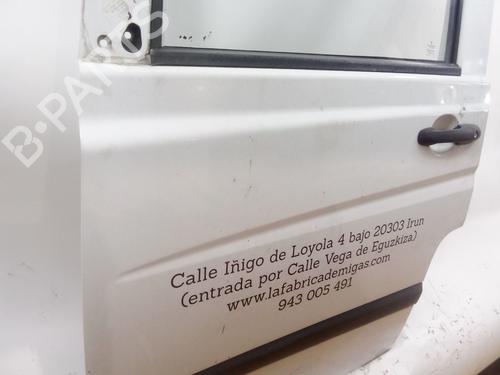 B-PARTS
Calle Iñigo de Loyola 4 bajo 20303 Irun
(entrada por Calle Vega de Eguzkiza)
www.lafabricademigas.com
943 005 491